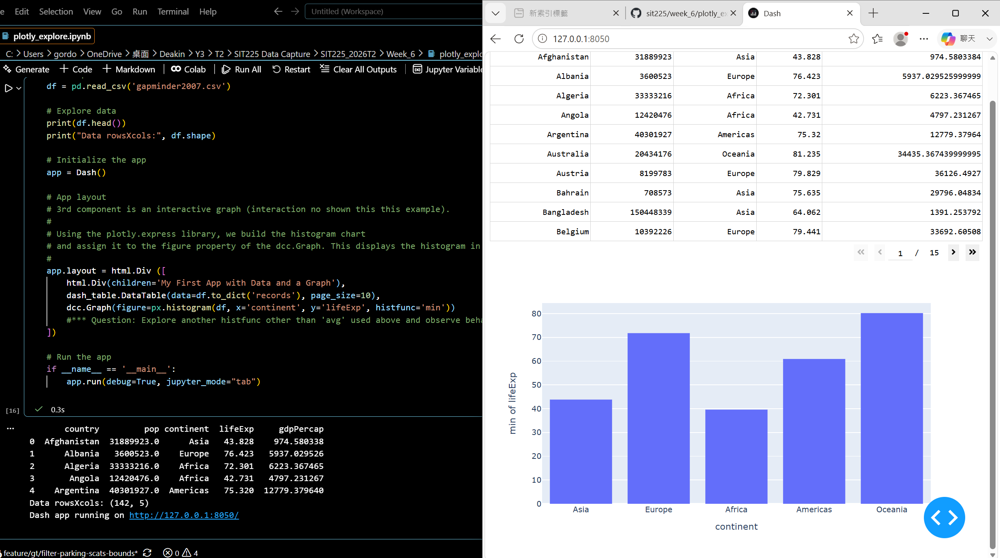 Edit Selection View Go Run Terminal Help
Untitled (Workspace)
plotly_explore.ipynb
C: > Users > gordo > OneDrive > 桌面 > Deakin > Y3 > T2 > SIT225 Data Capture > SIT225_2026T2 > Week_6 > plotly_explo
Generate + Code + Markdown | Colab | Run All Restart Clear All Outputs | Jupyter Variable
df = pd.read_csv('gapminder2007.csv')
# Explore data
print(df.head())
print("Data rowsXcols:", df.shape)
# Initialize the app
app = Dash()
# App layout
# 3rd component is an interactive graph (interaction no shown this this example).
#
# Using the plotly.express library, we build the histogram chart
# and assign it to the figure property of the dcc.Graph. This displays the histogram in
#
app.layout = html.Div ([
html.Div(children='My First App with Data and a Graph'),
dash_table.DataTable(data=df.to_dict('records'), page_size=10),
dcc.Graph(figure=px.histogram(df, x='continent', y='lifeExp', histfunc='min'))
#*** Question: Explore another histfunc other than 'avg' used above and observe beha
])
# Run the app
if __name__ == '__main__':
app.run(debug=True, jupyter_mode="tab")
[16] 0.3s
country pop continent lifeExp gdpPercap
0 Afghanistan 31889923.0 Asia 43.828 974.580338
1 Albania 3600523.0 Europe 76.423 5937.029526
2 Algeria 33333216.0 Africa 72.301 6223.367465
3 Angola 12420476.0 Africa 42.731 4797.231267
4 Argentina 40301927.0 Americas 75.320 12779.379640
Data rowsXcols: (142, 5)
Dash app running on http://127.0.0.1:8050/
feature/gt/filter-parking-scats-bounds* 0 4
新索引標籤
sit225/week_6/plotly_ex
Dash
127.0.0.1:8050
聊天
Afghanistan 31889923 Asia 43.828 974.5803384
Albania 3600523 Europe 76.423 5937.029525999999
Algeria 33333216 Africa 72.301 6223.367465
Angola 12420476 Africa 42.731 4797.231267
Argentina 40301927 Americas 75.32 12779.37964
Australia 20434176 Oceania 81.235 34435.367439999995
Austria 8199783 Europe 79.829 36126.4927
Bahrain 708573 Asia 75.635 29796.04834
Bangladesh 150448339 Asia 64.062 1391.253792
Belgium 10392226 Europe 79.441 33692.60508
1 / 15
80
70
60
50
40
30
20
10
0
min of lifeExp
Asia Europe Africa Americas Oceania
continent